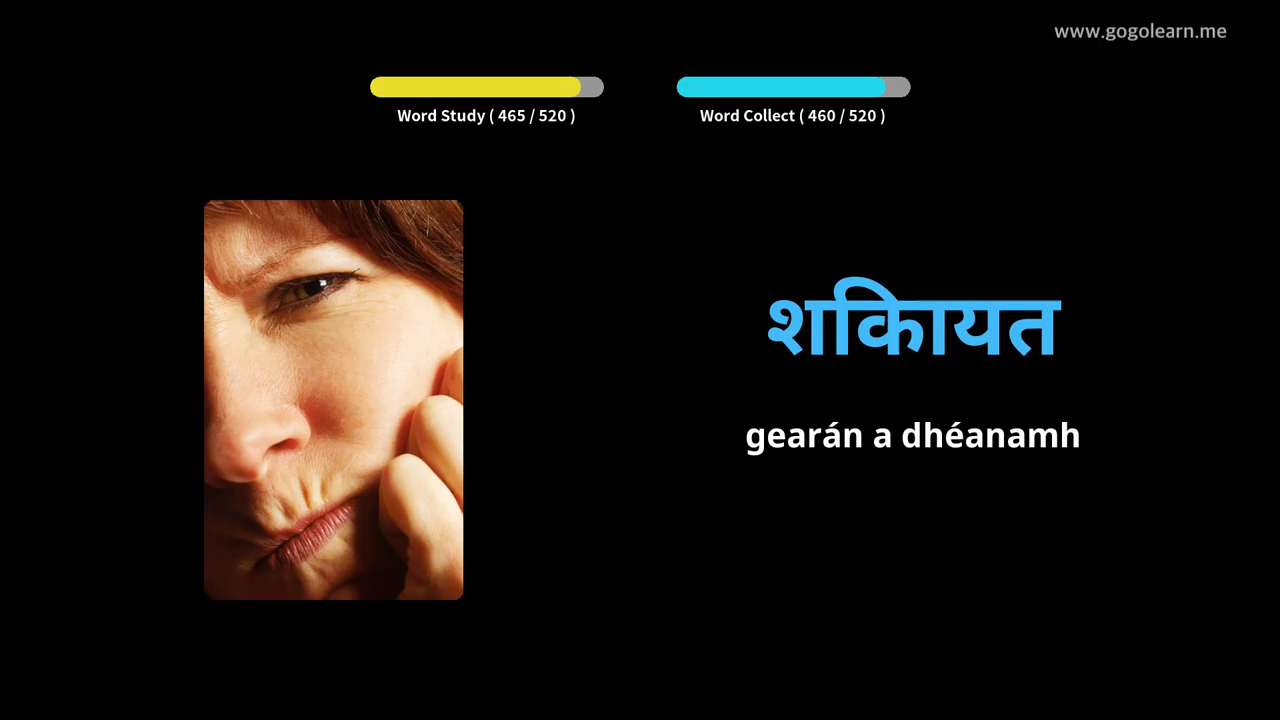 www.gogolearn.me
Word Study ( 465 / 520 )
Word Collect ( 460 / 520 )
शिकायत
gearán a dhéanamh